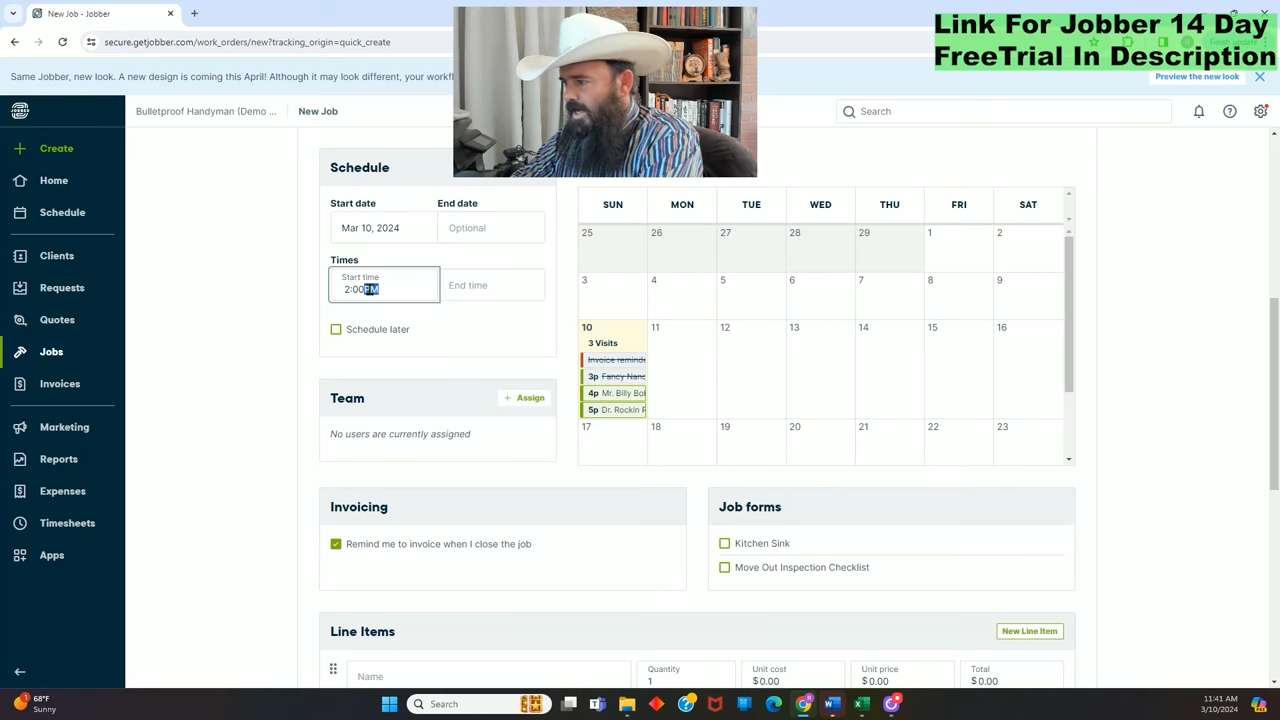 New Job - Jobber
Link For Jobber 14 Day
FreeTrial In Description
secure.getjobber.com/work_orders/new?tracking_origin=quick_create
Finish update
Same Jobber, new look. A new design is coming this April! Although it may look different, your workf
Preview the new look
Bulletproof Handyman (Demo ...
New Job
Search
Create
Home
Schedule
Clients
Requests
Quotes
Jobs
Invoices
Marketing
Reports
Expenses
Timesheets
Apps
Schedule
Start date
End date
Mar 10, 2024
Optional
Times
Start time
2:00PM
End time
Schedule later
SUN MON TUE WED THU FRI SAT
25 26 27 28 29 1 2
3 4 5 6 7 8 9
10 11 12 13 14 15 16
3 Visits
Invoice reminde
3p Fancy Nanc
4p Mr. Billy Bo
5p Dr. Rockin R
17 18 19 20 21 22 23
Team
Assign
No users are currently assigned
Invoicing
Remind me to invoice when I close the job
Job forms
Kitchen Sink
Move Out Inspection Checklist
Line Items
New Line Item
Name
Quantity
1
Unit cost
$0.00
Unit price
$0.00
Total
$0.00
1
68°F
Sunny
Search
11:41 AM
3/10/2024